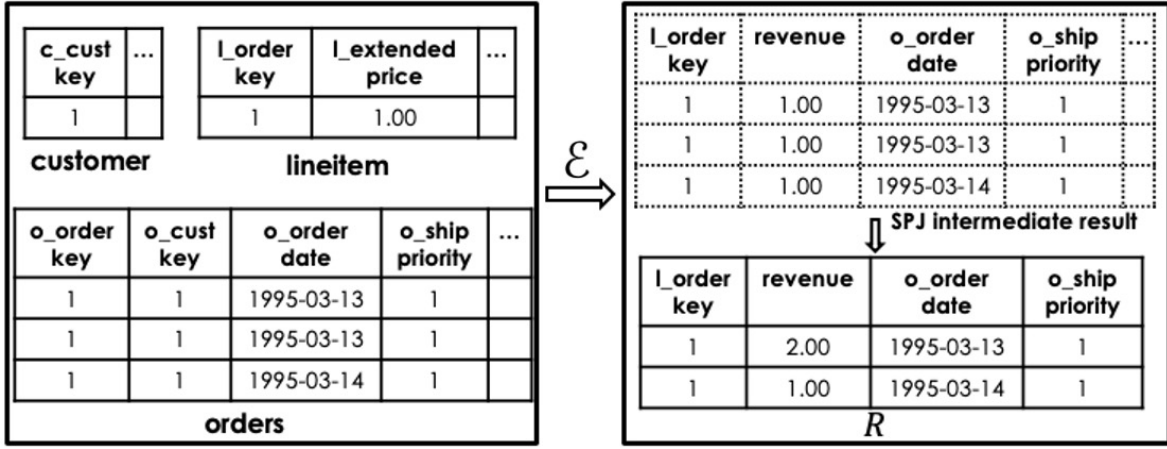 c_cust key ...
1
customer
l_order key l_extended price ...
1 1.00
lineitem
o_order key o_cust key o_order date o_ship priority ...
1 1 1995-03-13 1
1 1 1995-03-13 1
1 1 1995-03-14 1
orders
ℰ
l_order key revenue o_order date o_ship priority ...
1 1.00 1995-03-13 1
1 1.00 1995-03-13 1
1 1.00 1995-03-14 1
SPJ intermediate result
l_order key revenue o_order date o_ship priority
1 2.00 1995-03-13 1
1 1.00 1995-03-14 1
R